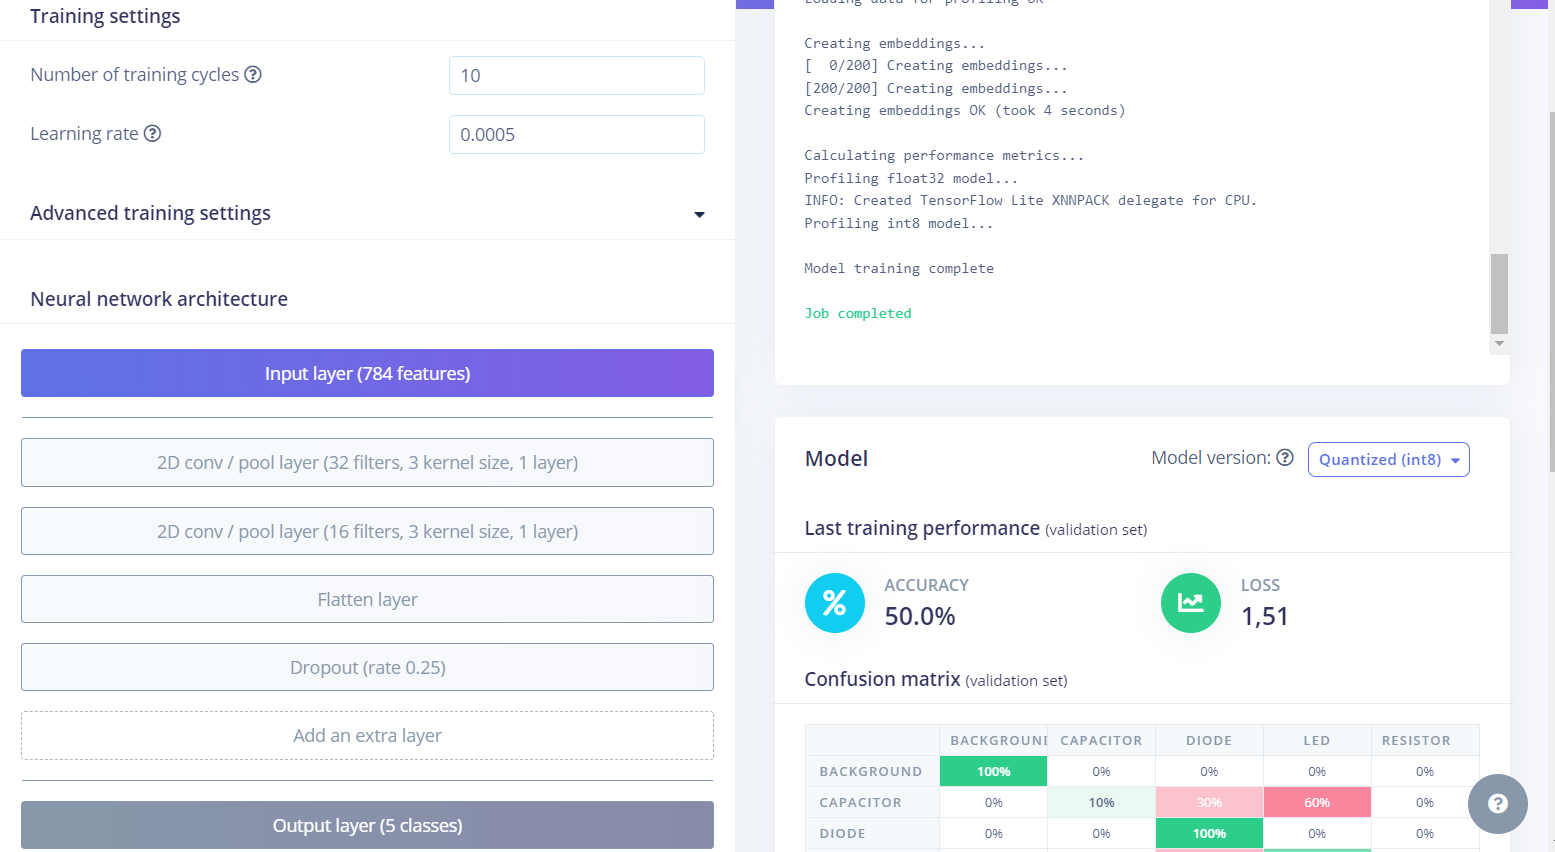 Training settings
Number of training cycles
10
Learning rate
0.0005
Advanced training settings
Neural network architecture
Input layer (784 features)
2D conv / pool layer (32 filters, 3 kernel size, 1 layer)
2D conv / pool layer (16 filters, 3 kernel size, 1 layer)
Flatten layer
Dropout (rate 0.25)
Add an extra layer
Output layer (5 classes)
Loading data for profiling OK
Creating embeddings...
[  0/200] Creating embeddings...
[200/200] Creating embeddings...
Creating embeddings OK (took 4 seconds)
Calculating performance metrics...
Profiling float32 model...
INFO: Created TensorFlow Lite XNNPACK delegate for CPU.
Profiling int8 model...
Model training complete
Job completed
Model
Model version:
Quantized (int8)
Last training performance (validation set)
ACCURACY
50.0%
LOSS
1,51
Confusion matrix (validation set)
BACKGROUND CAPACITOR DIODE LED RESISTOR
BACKGROUND 100% 0% 0% 0% 0%
CAPACITOR 0% 10% 30% 60% 0%
DIODE 0% 0% 100% 0% 0%